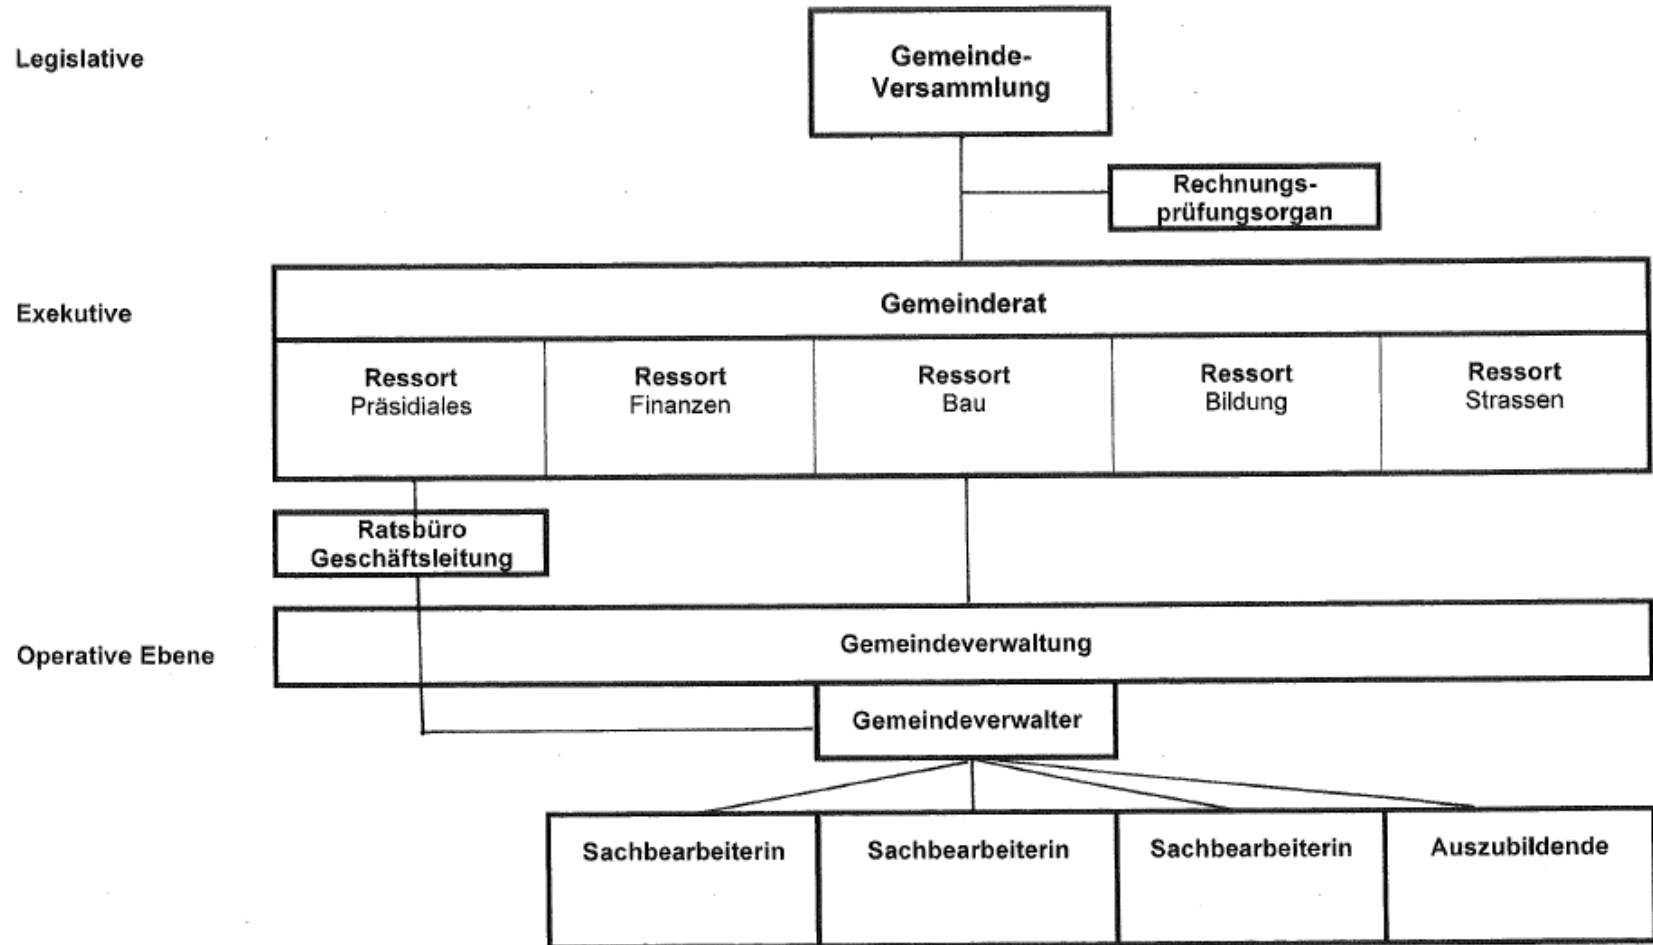 Legislative
Gemeinde-
Versammlung
Rechnungs-
prüfungsorgan
Exekutive
Gemeinderat
Ressort
Präsidiales
Ressort
Finanzen
Ressort
Bau
Ressort
Bildung
Ressort
Strassen
Ratsbüro
Geschäftsleitung
Operative Ebene
Gemeindeverwaltung
Gemeindeverwalter
Sachbearbeiterin
Sachbearbeiterin
Sachbearbeiterin
Auszubildende